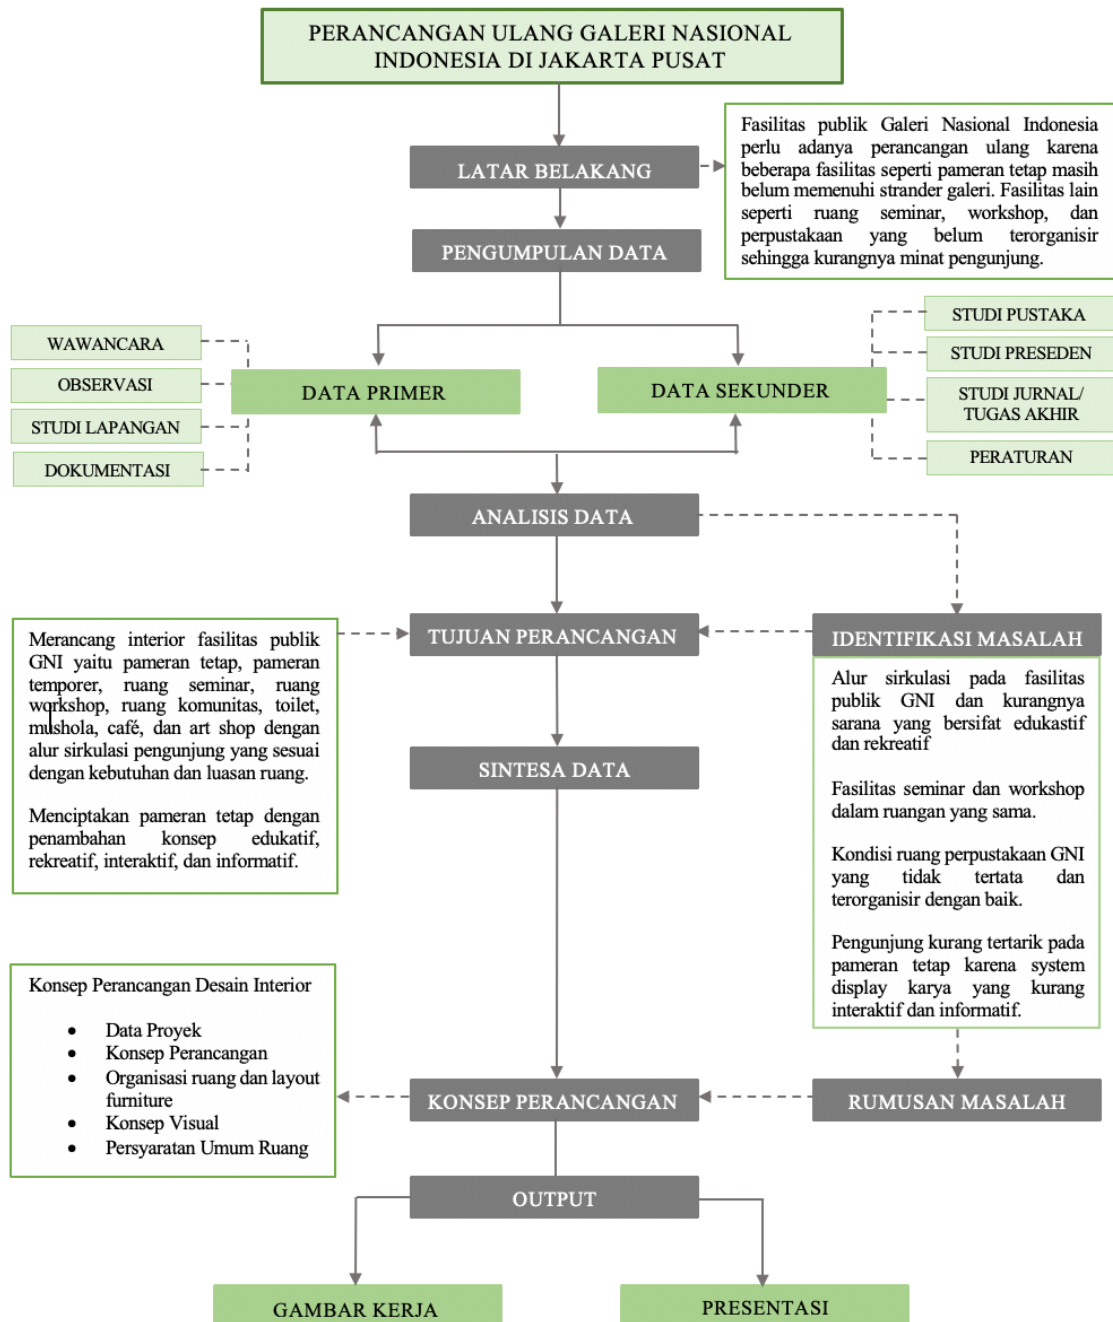 PERANCANGAN ULANG GALERI NASIONAL
INDONESIA DI JAKARTA PUSAT
LATAR BELAKANG
Fasilitas publik Galeri Nasional Indonesia
perlu adanya perancangan ulang karena
beberapa fasilitas seperti pameran tetap masih
belum memenuhi strander galeri. Fasilitas lain
seperti ruang seminar, workshop, dan
perpustakaan yang belum terorganisir
sehingga kurangnya minat pengunjung.
PENGUMPULAN DATA
WAWANCARA
OBSERVASI
STUDI LAPANGAN
DOKUMENTASI
DATA PRIMER
DATA SEKUNDER
STUDI PUSTAKA
STUDI PRESEDEN
STUDI JURNAL/
TUGAS AKHIR
PERATURAN
ANALISIS DATA
Merancang interior fasilitas publik
GNI yaitu pameran tetap, pameran
temporer, ruang seminar, ruang
workshop, ruang komunitas, toilet,
mushola, café, dan art shop dengan
alur sirkulasi pengunjung yang sesuai
dengan kebutuhan dan luasan ruang.
Menciptakan pameran tetap dengan
penambahan konsep edukatif,
rekreatif, interaktif, dan informatif.
TUJUAN PERANCANGAN
IDENTIFIKASI MASALAH
Alur sirkulasi pada fasilitas
publik GNI dan kurangnya
sarana yang bersifat edukastif
dan rekreatif
Fasilitas seminar dan workshop
dalam ruangan yang sama.
Kondisi ruang perpustakaan GNI
yang tidak tertata dan
terorganisir dengan baik.
Pengunjung kurang tertarik pada
pameran tetap karena system
display karya yang kurang
interaktif dan informatif.
SINTESA DATA
Konsep Perancangan Desain Interior
• Data Proyek
• Konsep Perancangan
• Organisasi ruang dan layout
furniture
• Konsep Visual
• Persyaratan Umum Ruang
KONSEP PERANCANGAN
RUMUSAN MASALAH
OUTPUT
GAMBAR KERJA
PRESENTASI